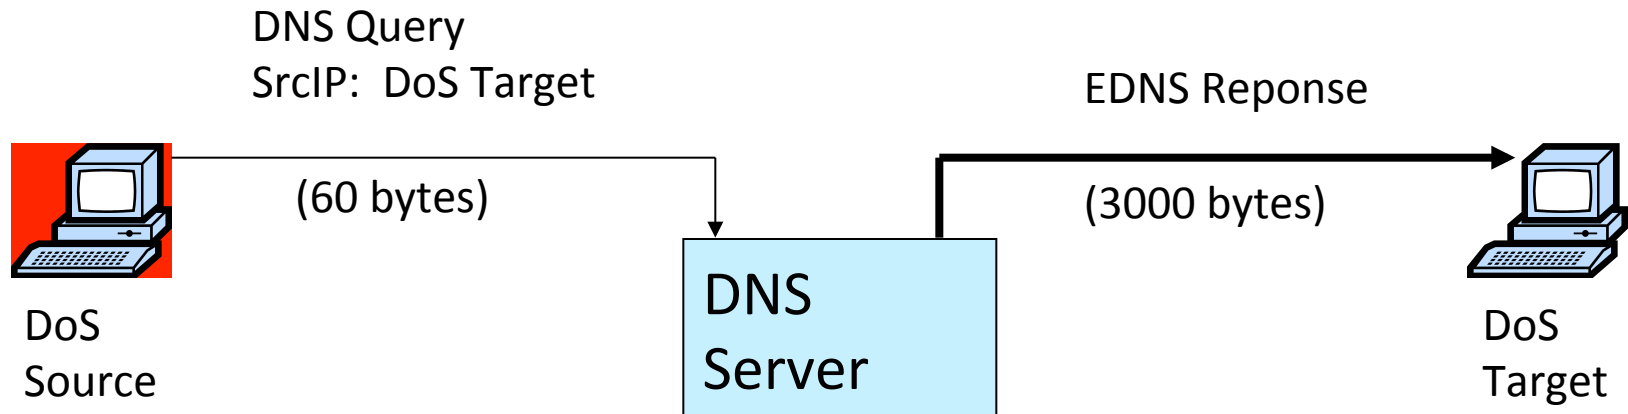 DNS Query
SrcIP: DoS Target
EDNS Reponse
(60 bytes)
(3000 bytes)
DNS
Server
DoS
Source
DoS
Target